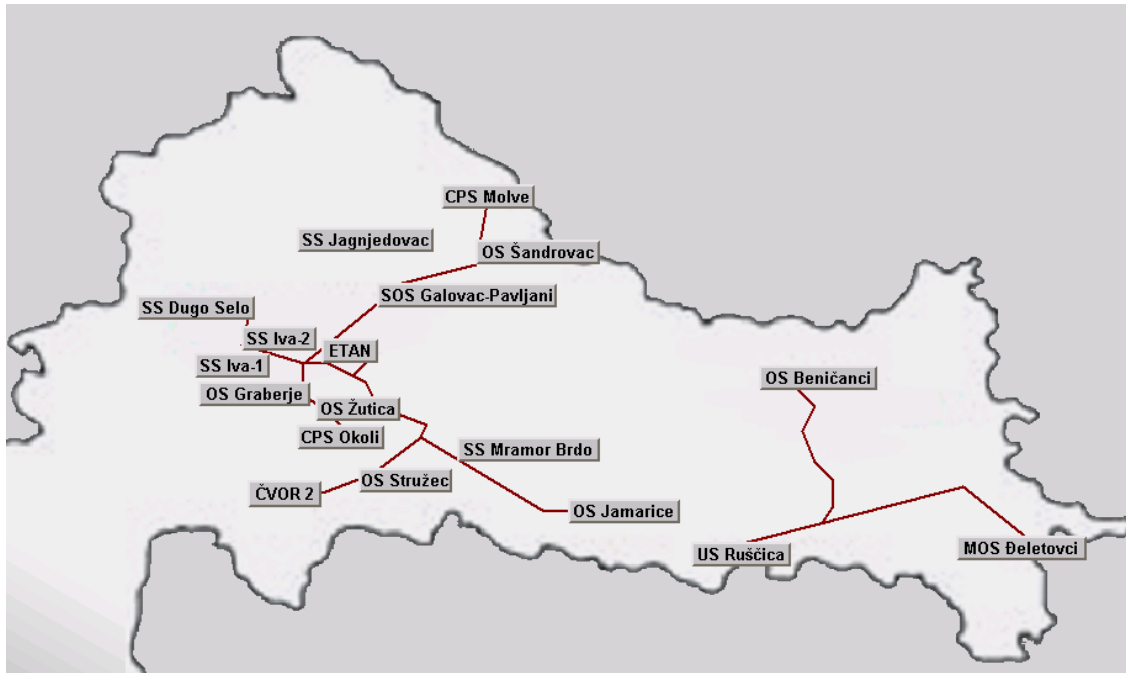 CPS Molve
SS Jagnjedovac
OS Šandrovac
SOS Galovac-Pavljani
SS Dugo Selo
SS Iva-2
ETAN
SS Iva-1
OS Graberje
OS Beničanci
OS Žutica
CPS Okoli
SS Mramor Brdo
OS Stružec
ČVOR 2
OS Jamarice
US Ruščica
MOS Đeletovci